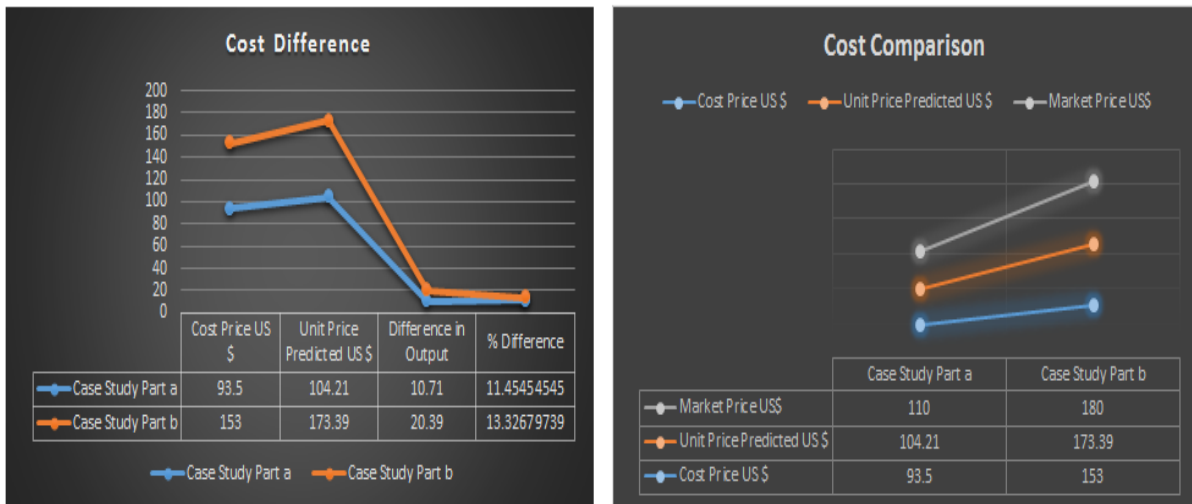 Cost Difference
200
180
160
140
120
100
80
60
40
20
0
Cost Price US $ Unit Price Predicted US $ Difference in Output % Difference
Case Study Part a 93.5 104.21 10.71 11.45454545
Case Study Part b 153 173.39 20.39 13.32679739
Case Study Part a Case Study Part b
Cost Comparison
Cost Price US $ Unit Price Predicted US $ Market Price US$
Case Study Part a Case Study Part b
Market Price US$ 110 180
Unit Price Predicted US $ 104.21 173.39
Cost Price US $ 93.5 153